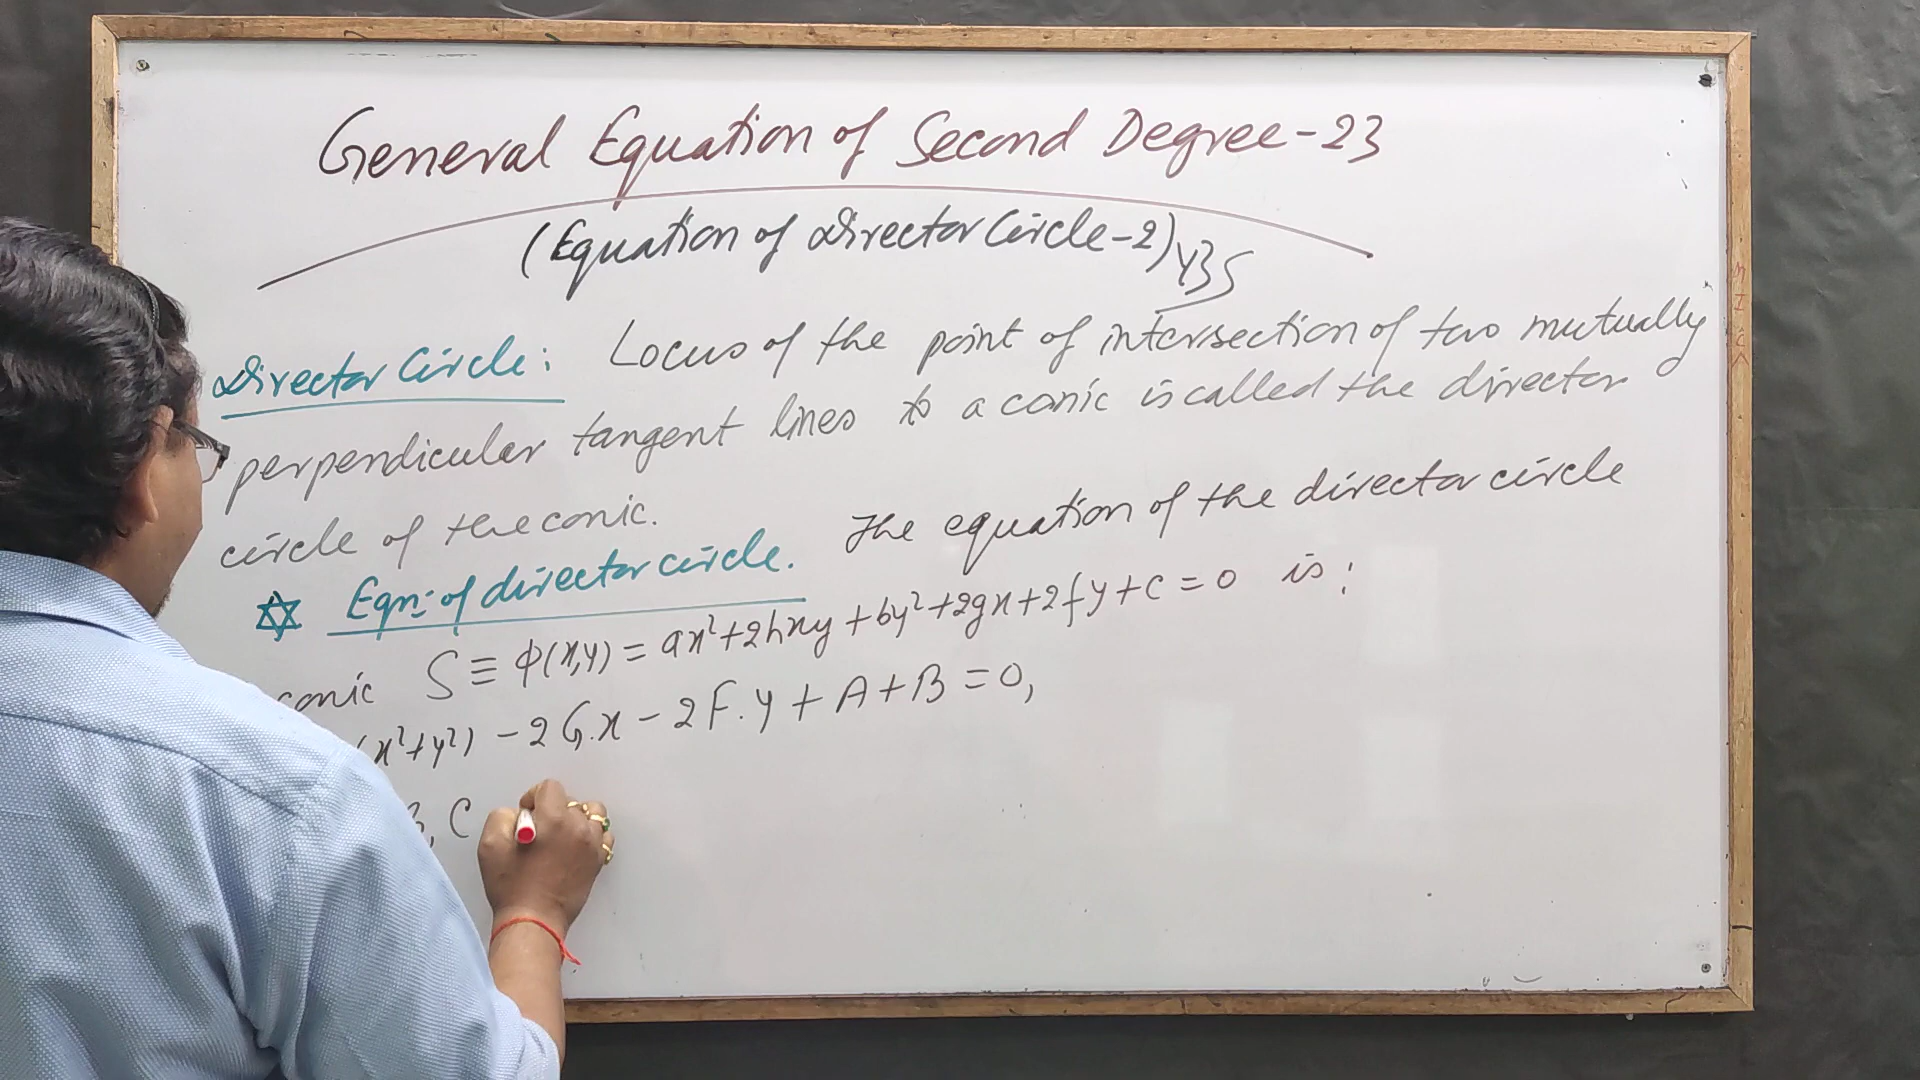 General Equation of Second Degree-23
(Equation of Director Circle-2)
Director Circle: Locus of the point of intersection of two mutually
perpendicular tangent lines to a conic is called the director
circle of the conic.
Eqn: of director circle. The equation of the director circle
conic S ≡ φ(x,y) = ax²+2hxy+by²+2gx+2fy+c=0 is:
(x²+y²) - 2G.x - 2F.y + A+B=0,
, C